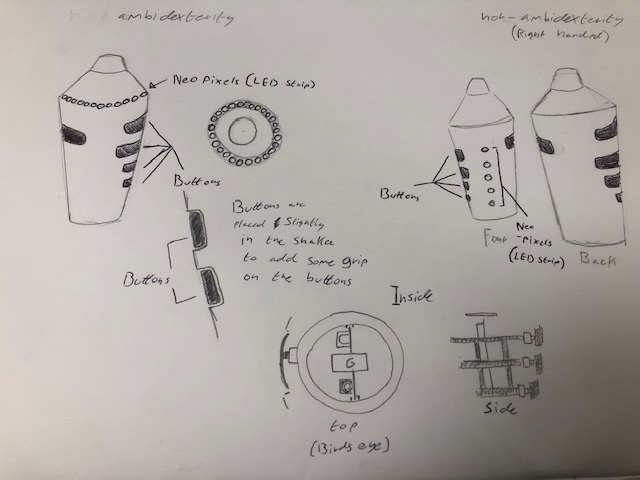 ambidexterity
non-ambidexterity
(Right handed)
Neo Pixels (LED strip)
Buttons
Buttons are
placed slightly
in the shaker
to add some grip
on the buttons
Buttons
Buttons
Neo
-Pixels
(LED strip)
Front
Back
Inside
G
top
(Birds eye)
Side